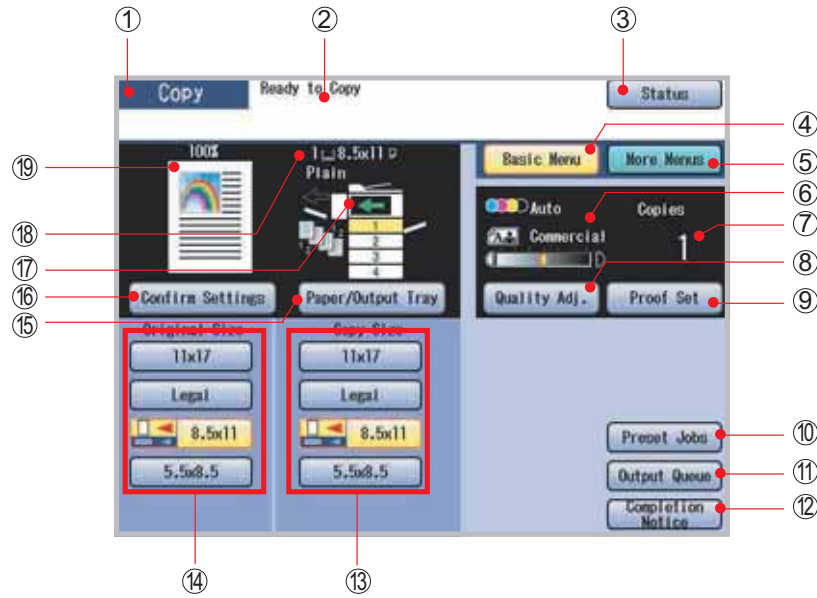 ① ② ③
Copy Ready to Copy Status
④
Basic Menu More Menus
⑤
⑲ 100% 1 8.5x11
Plain
⑥
Auto Copies
⑦
Commercial 1
⑱
⑰ 1
2
3
4
⑧
⑯ Confirm Settings Paper/Output Tray Quality Adj. Proof Set ⑨
⑮
Original Size Copy Size
11x17 11x17
Legal Legal
8.5x11 8.5x11
5.5x8.5 5.5x8.5
Preset Jobs ⑩
Output Queue ⑪
Completion Notice ⑫
⑭ ⑬